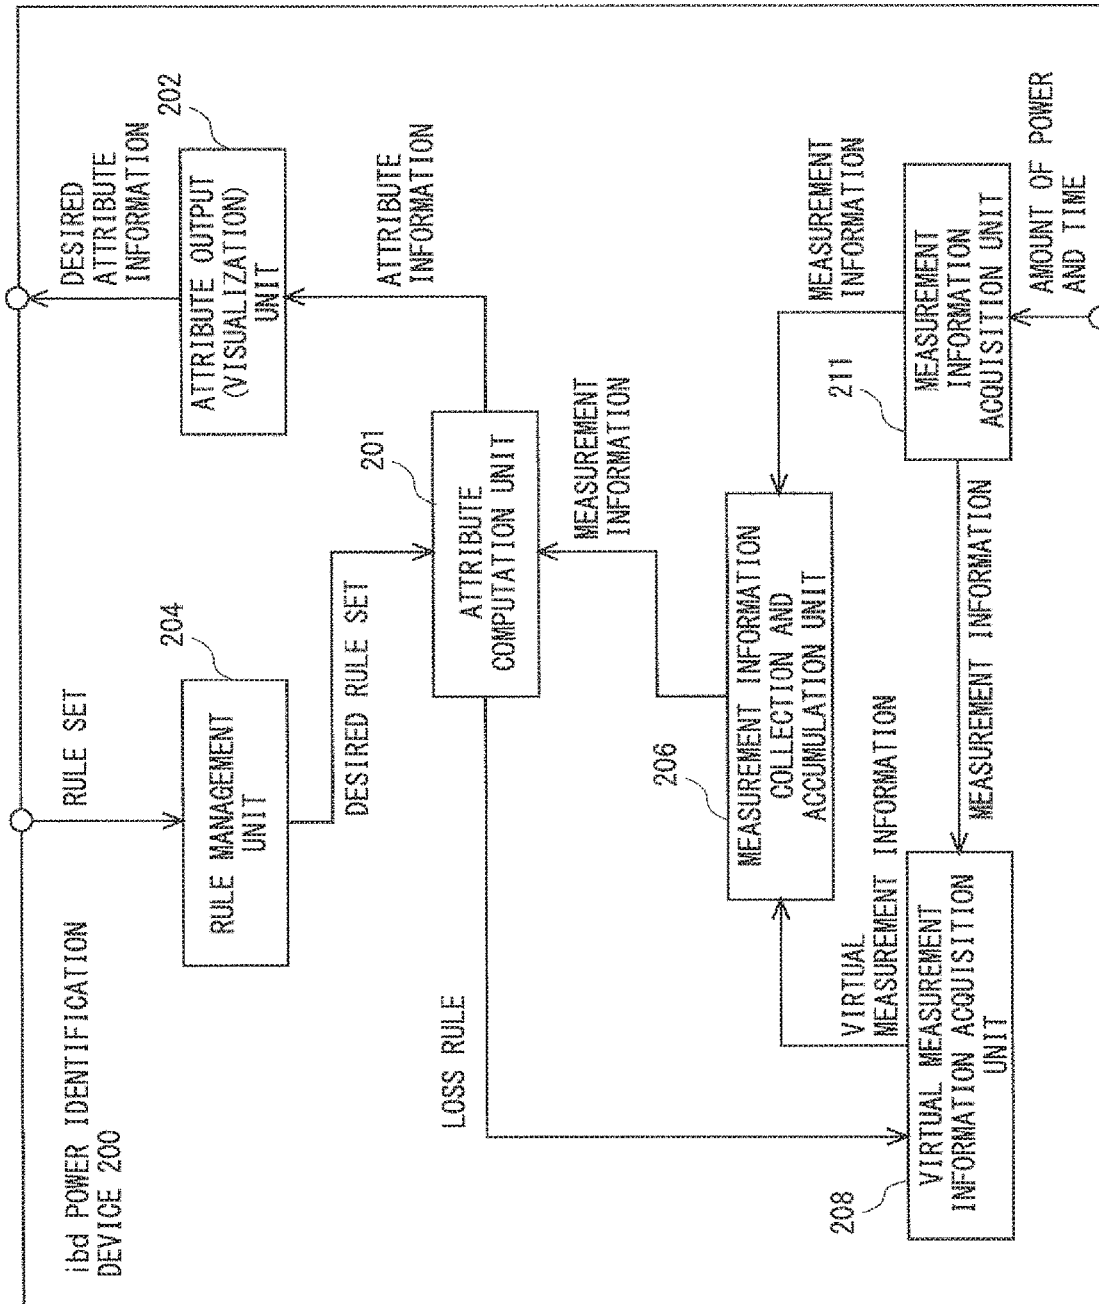 ibd POWER IDENTIFICATION
DEVICE 200
RULE SET
204
RULE MANAGEMENT
UNIT
DESIRED RULE SET
DESIRED
ATTRIBUTE
INFORMATION
202
ATTRIBUTE OUTPUT
(VISUALIZATION)
UNIT
ATTRIBUTE
INFORMATION
201
ATTRIBUTE
COMPUTATION UNIT
LOSS RULE
MEASUREMENT
INFORMATION
206
MEASUREMENT INFORMATION
COLLECTION AND
ACCUMULATION UNIT
VIRTUAL
MEASUREMENT INFORMATION
MEASUREMENT
INFORMATION
208
VIRTUAL MEASUREMENT
INFORMATION ACQUISITION
UNIT
MEASUREMENT INFORMATION
211
MEASUREMENT
INFORMATION
ACQUISITION UNIT
AMOUNT OF POWER
AND TIME